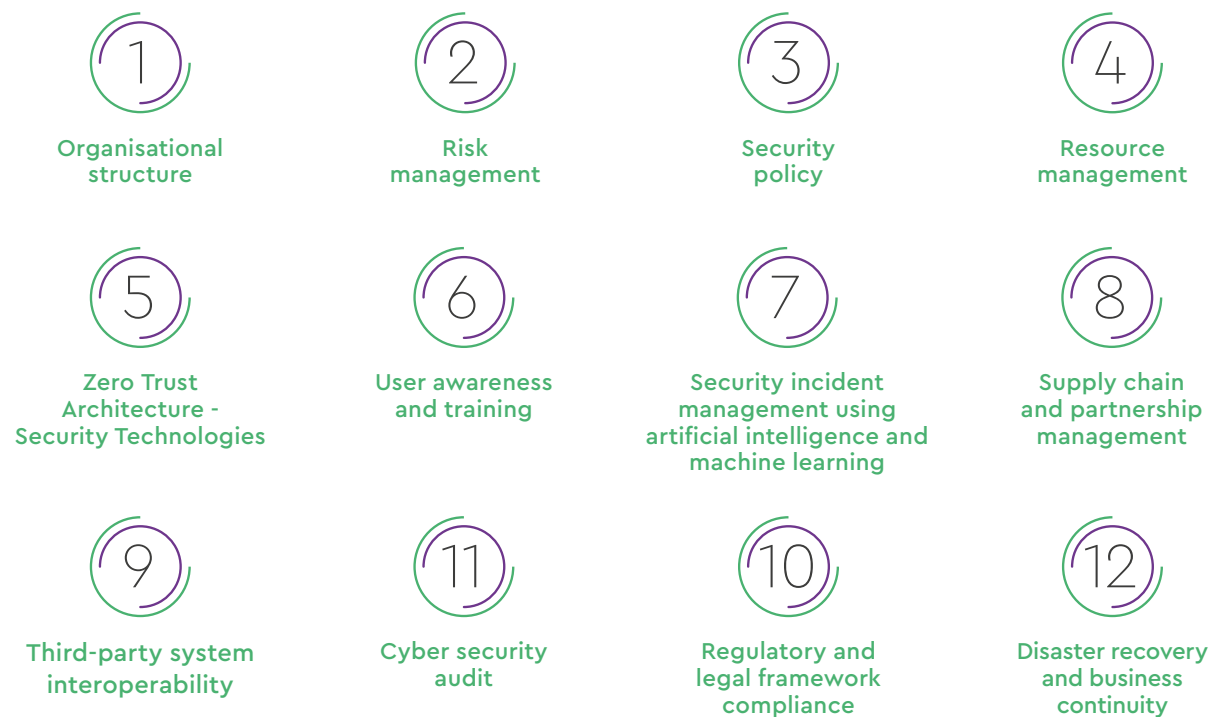 1
Organisational
structure
2
Risk
management
3
Security
policy
4
Resource
management
5
Zero Trust
Architecture -
Security Technologies
6
User awareness
and training
7
Security incident
management using
artificial intelligence and
machine learning
8
Supply chain
and partnership
management
9
Third-party system
interoperability
11
Cyber security
audit
10
Regulatory and
legal framework
compliance
12
Disaster recovery
and business
continuity